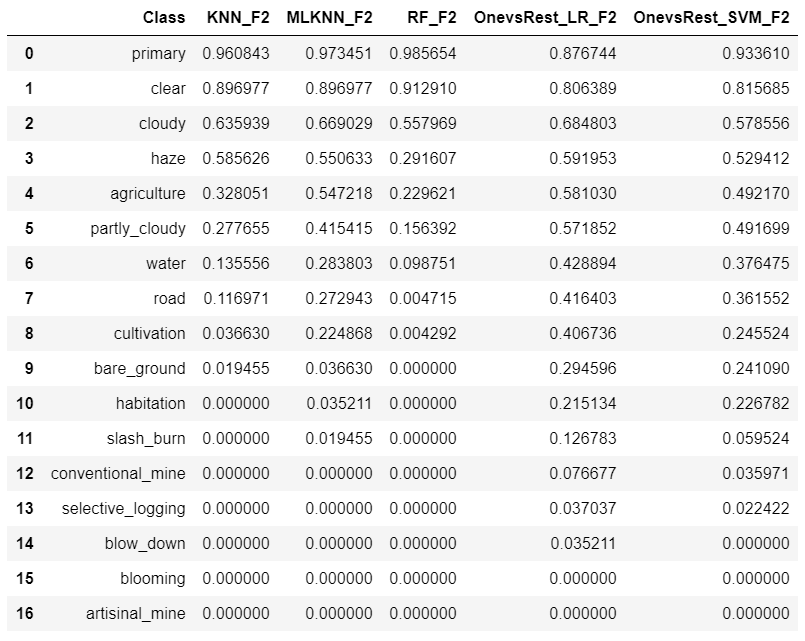 Class KNN_F2 MLKNN_F2 RF_F2 OnevsRest_LR_F2 OnevsRest_SVM_F2
0 primary 0.960843 0.973451 0.985654 0.876744 0.933610
1 clear 0.896977 0.896977 0.912910 0.806389 0.815685
2 cloudy 0.635939 0.669029 0.557969 0.684803 0.578556
3 haze 0.585626 0.550633 0.291607 0.591953 0.529412
4 agriculture 0.328051 0.547218 0.229621 0.581030 0.492170
5 partly_cloudy 0.277655 0.415415 0.156392 0.571852 0.491699
6 water 0.135556 0.283803 0.098751 0.428894 0.376475
7 road 0.116971 0.272943 0.004715 0.416403 0.361552
8 cultivation 0.036630 0.224868 0.004292 0.406736 0.245524
9 bare_ground 0.019455 0.036630 0.000000 0.294596 0.241090
10 habitation 0.000000 0.035211 0.000000 0.215134 0.226782
11 slash_burn 0.000000 0.019455 0.000000 0.126783 0.059524
12 conventional_mine 0.000000 0.000000 0.000000 0.076677 0.035971
13 selective_logging 0.000000 0.000000 0.000000 0.037037 0.022422
14 blow_down 0.000000 0.000000 0.000000 0.035211 0.000000
15 blooming 0.000000 0.000000 0.000000 0.000000 0.000000
16 artisinal_mine 0.000000 0.000000 0.000000 0.000000 0.000000